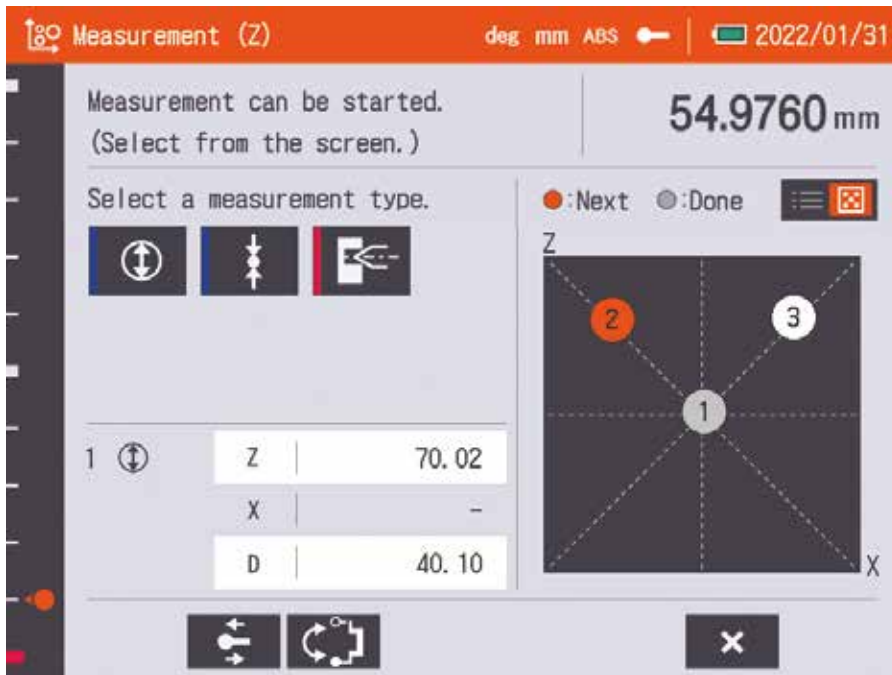 Measurement (Z) deg mm ABS 2022/01/31
Measurement can be started.
(Select from the screen.)
54.9760 mm
Select a measurement type.
:Next :Done
Z
2 3
1
X
1 Z 70.02
X -
D 40.10